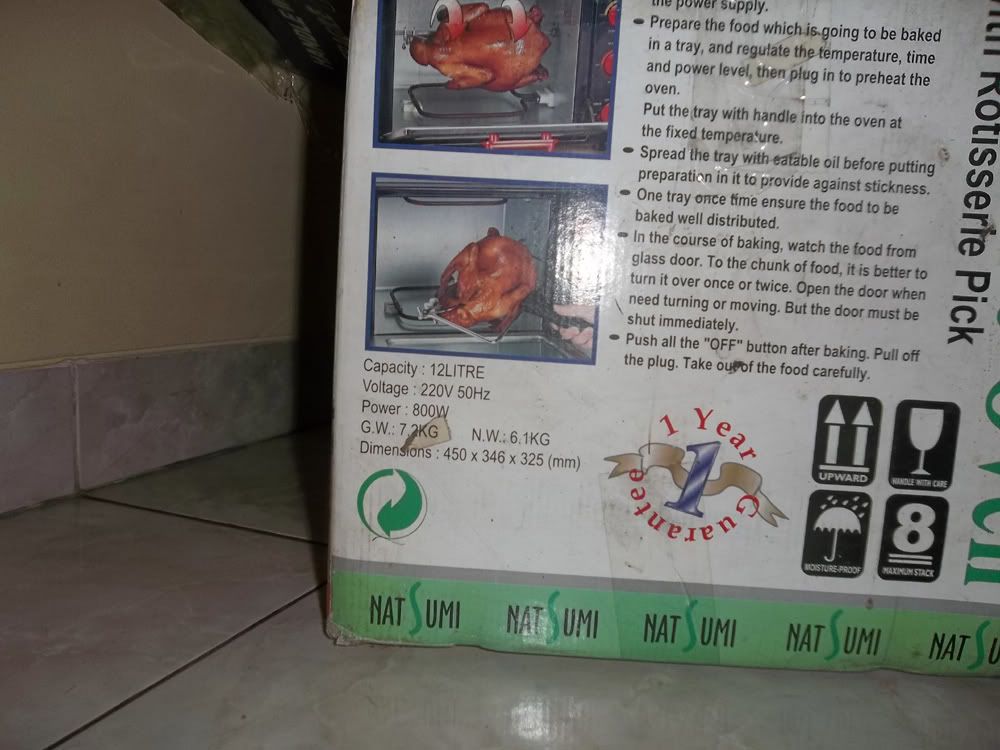 the power supply.
Prepare the food which is going to be baked
in a tray, and regulate the temperature, time
and power level, then plug in to preheat the
oven.
Put the tray with handle into the oven at
the fixed temperature.
Spread the tray with eatable oil before putting
preparation in it to provide against stickness.
One tray once time ensure the food to be
baked well distributed.
In the course of baking, watch the food from
glass door. To the chunk of food, it is better to
turn it over once or twice. Open the door when
need turning or moving. But the door must be
shut immediately.
Push all the "OFF" button after baking. Pull off
the plug. Take out of the food carefully.
Rotisserie Pick
Capacity : 12LITRE
Voltage : 220V 50Hz
Power : 800W
G.W.: 7.2KG N.W.: 6.1KG
Dimensions : 450 x 346 x 325 (mm)
1 Year
1
Guarantee
UPWARD
HANDLE WITH CARE
MOISTURE-PROOF
8
MAXIMUN STACK
NATSUMI NATSUMI NATSUMI NATSUMI NATSU